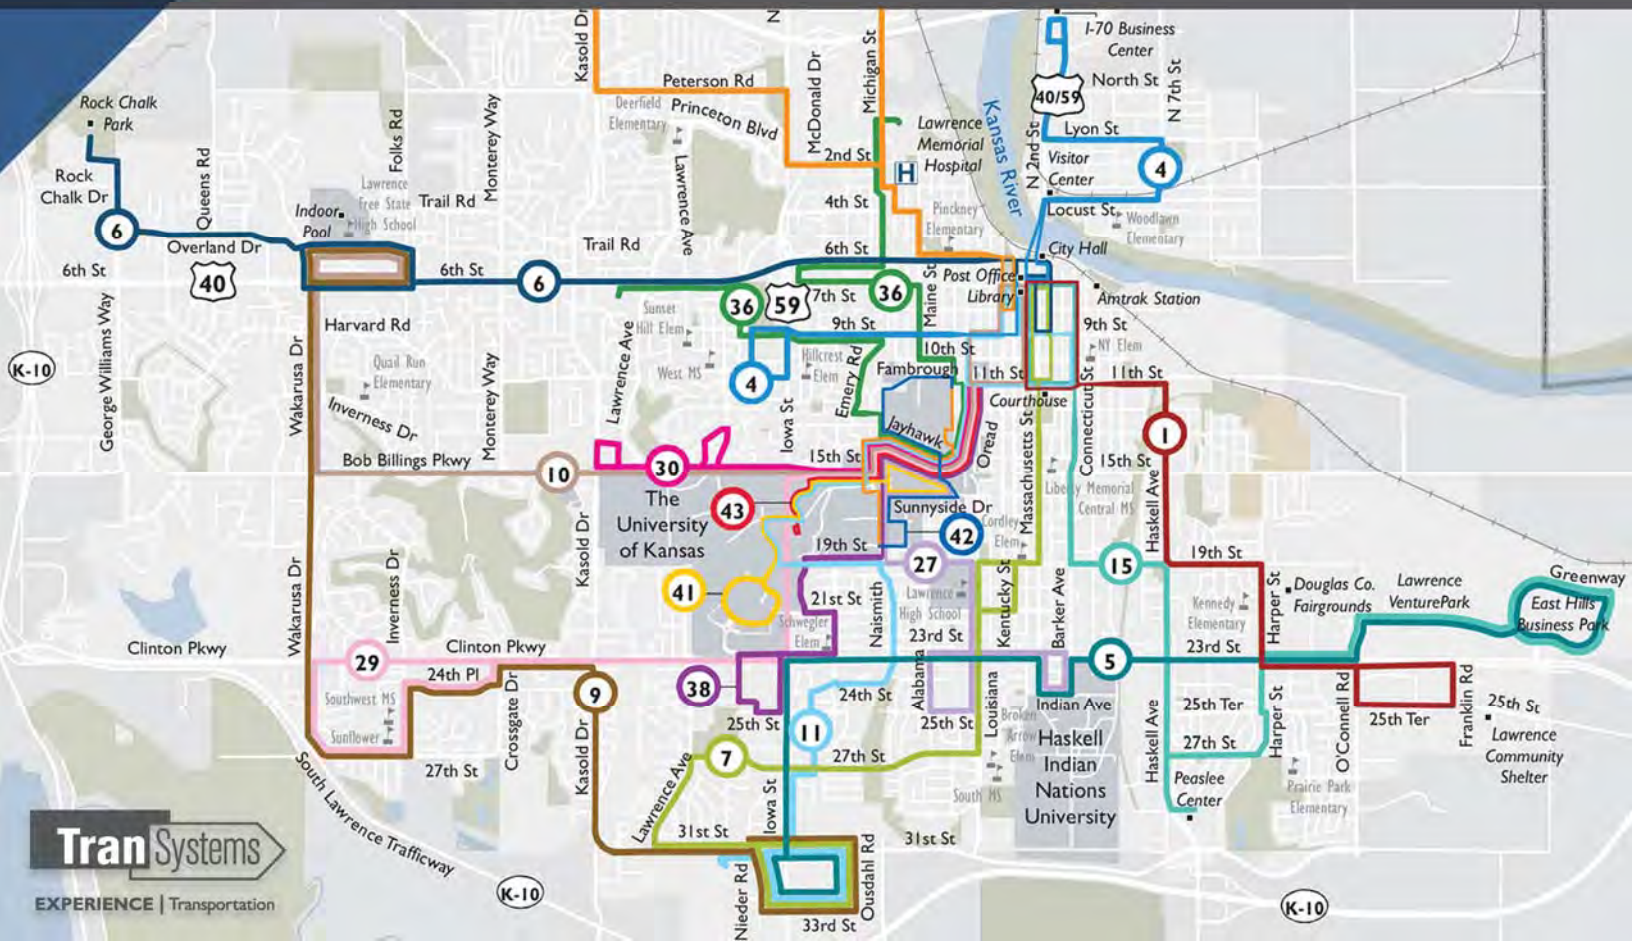 I-70 Business
Center
North St
N 7th St
40/59
Kasold Dr
N
McDonald Dr
Michigan St
Peterson Rd
Princeton Blvd
Deerfield
Elementary
Lawrence
Memorial
Hospital
H
Kansas River
N 2nd St
Lyon St
4
Visitor
Center
Locust St
Woodlawn
Elementary
City Hall
Rock Chalk
Park
Rock
Chalk Dr
6
Queens Rd
Folks Rd
Monterey Way
Lawrence
Free State
High School
Indoor
Pool
Trail Rd
Overland Dr
6th St
40
6th St
6
Trail Rd
Lawrence Ave
2nd St
4th St
6th St
Pinckney
Elementary
Post Office
Library
Amtrak Station
36
59
7th St
36
Maine St
9th St
9th St
NY Elem
Sunset
Hill Elem
West MS
4
Hillcrest
Elem
Emery Rd
Iowa St
10th St
Fambrough
11th St
11th St
Courthouse
Connecticut St
Jayhawk
Oread
Massachusetts St
K-10
George Williams Way
Harvard Rd
Wakarusa Dr
Quail Run
Elementary
Inverness Dr
Monterey Way
Lawrence Ave
Bob Billings Pkwy
10
30
15th St
1
15th St
Haskell Ave
Liberty Memorial
Central MS
The
University
of Kansas
43
Sunnyside Dr
42
Cordley
Elem
Kasold Dr
19th St
27
15
19th St
41
21st St
Naismith
Lawrence
High School
Schwegler
Elem
23rd St
Kentucky St
Barker Ave
Kennedy
Elementary
Harper St
Douglas Co.
Fairgrounds
Lawrence
VenturePark
Greenway
East Hills
Business Park
Wakarusa Dr
Inverness Dr
Clinton Pkwy
Clinton Pkwy
29
24th Pl
5
23rd St
Southwest MS
Sunflower
Crossgate Dr
9
38
25th St
24th St
Alabama
25th St
Louisiana
Indian Ave
Broken
Arrow
Elem
Haskell
Indian
Nations
University
25th Ter
Haskell Ave
27th St
Harper St
O'Connell Rd
25th Ter
Franklin Rd
25th St
Lawrence
Community
Shelter
11
27th St
7
27th St
Kasold Dr
Lawrence Ave
Iowa St
South MS
Peaslee
Center
Prairie Park
Elementary
South Lawrence Trafficway
31st St
31st St
Nieder Rd
Ousdahl Rd
33rd St
K-10
K-10
TranSystems
EXPERIENCE | Transportation